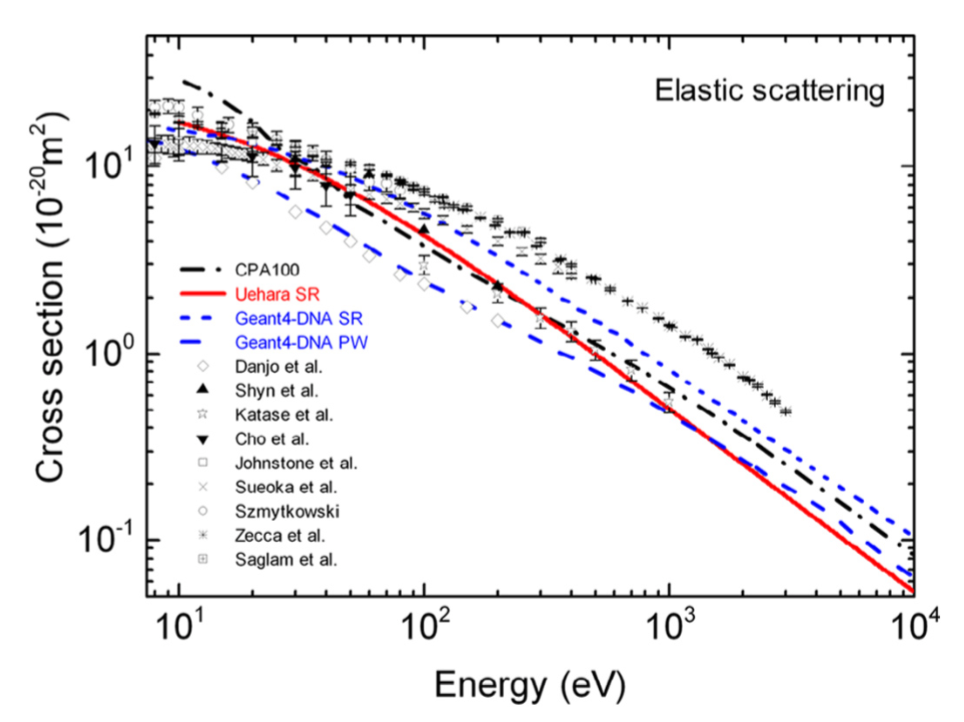 Elastic scattering
Cross section (10⁻²⁰m²)
10¹
10⁰
10⁻¹
CPA100
Uehara SR
Geant4-DNA SR
Geant4-DNA PW
Danjo et al.
Shyn et al.
Katase et al.
Cho et al.
Johnstone et al.
Sueoka et al.
Szmytkowski
Zecca et al.
Saglam et al.
10¹ 10² 10³ 10⁴
Energy (eV)